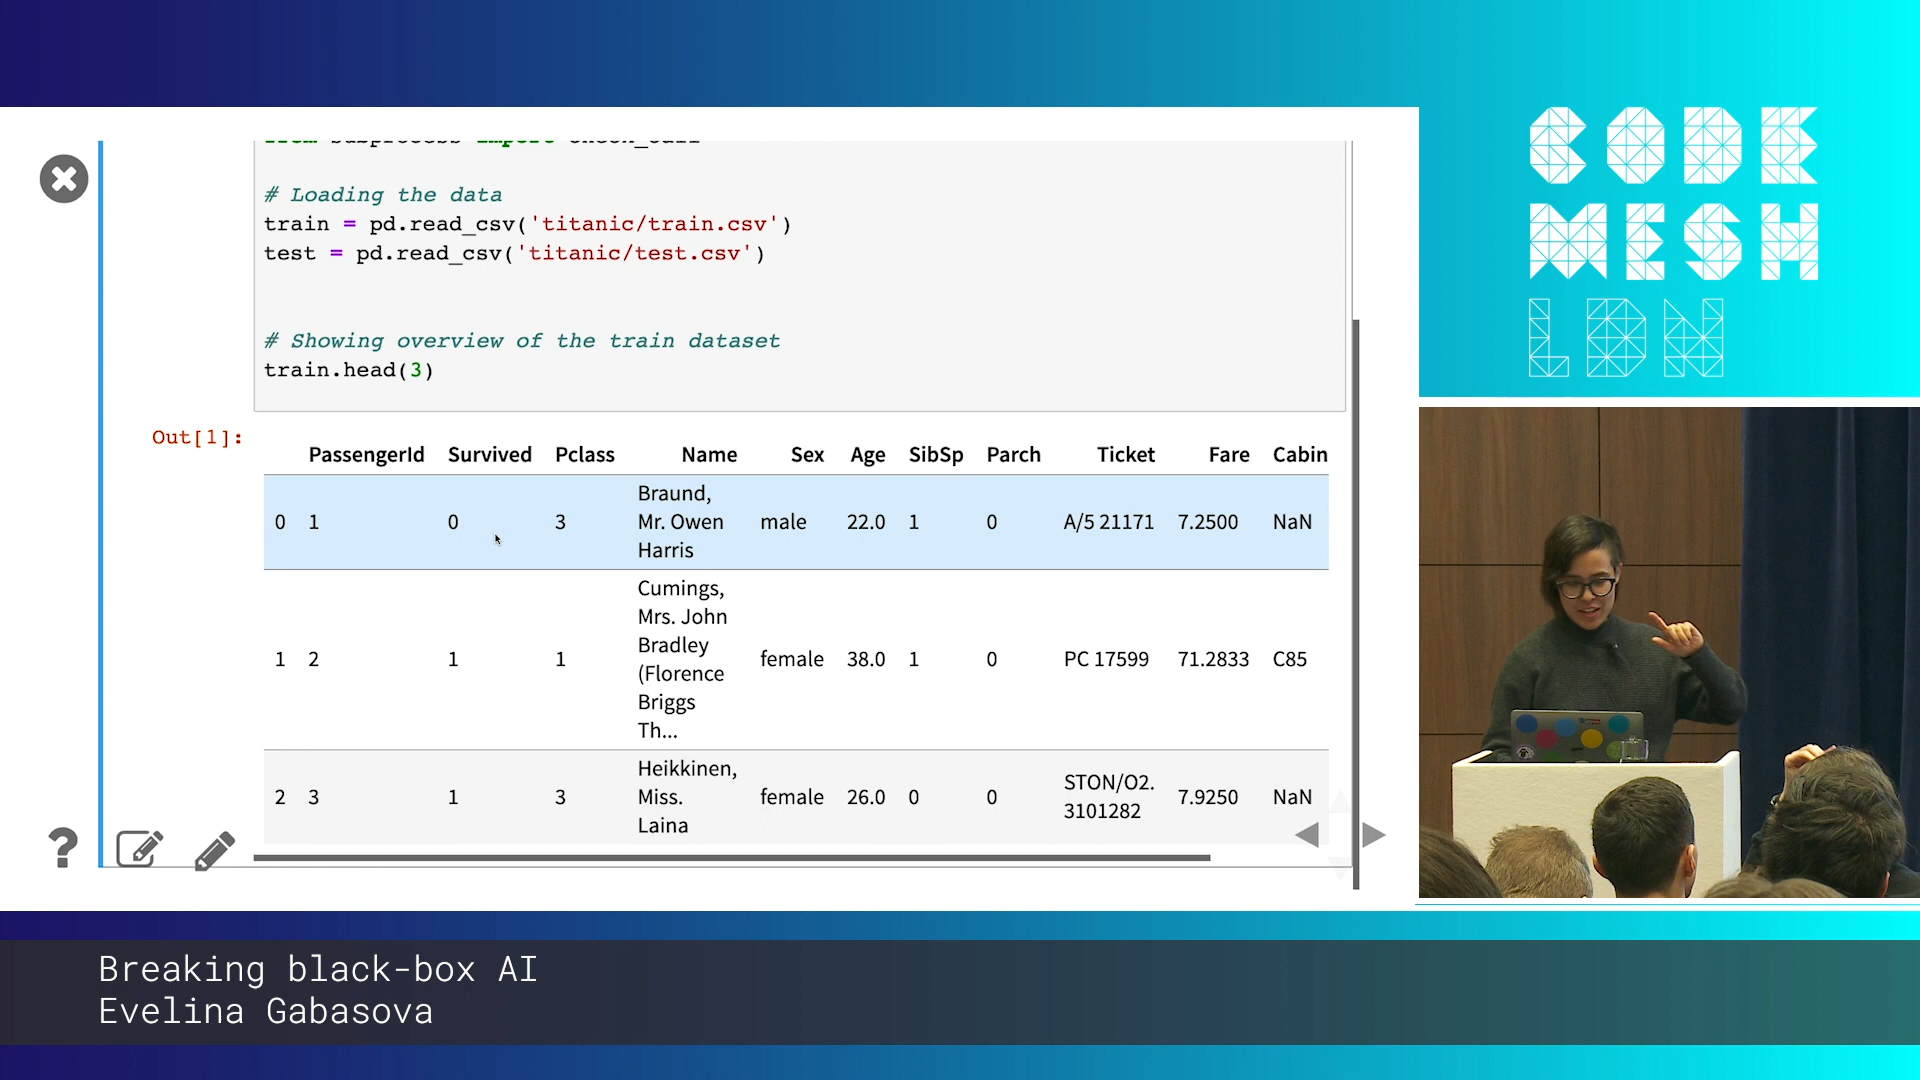 CODE
MESH
LDN
from subprocess import check_call
# Loading the data
train = pd.read_csv('titanic/train.csv')
test = pd.read_csv('titanic/test.csv')
# Showing overview of the train dataset
train.head(3)
Out[1]:
PassengerId Survived Pclass Name Sex Age SibSp Parch Ticket Fare Cabin
0 1 0 3 Braund, Mr. Owen Harris male 22.0 1 0 A/5 21171 7.2500 NaN
1 2 1 1 Cumings, Mrs. John Bradley (Florence Briggs Th... female 38.0 1 0 PC 17599 71.2833 C85
2 3 1 3 Heikkinen, Miss. Laina female 26.0 0 0 STON/O2. 3101282 7.9250 NaN
?
Breaking black-box AI
Evelina Gabasova